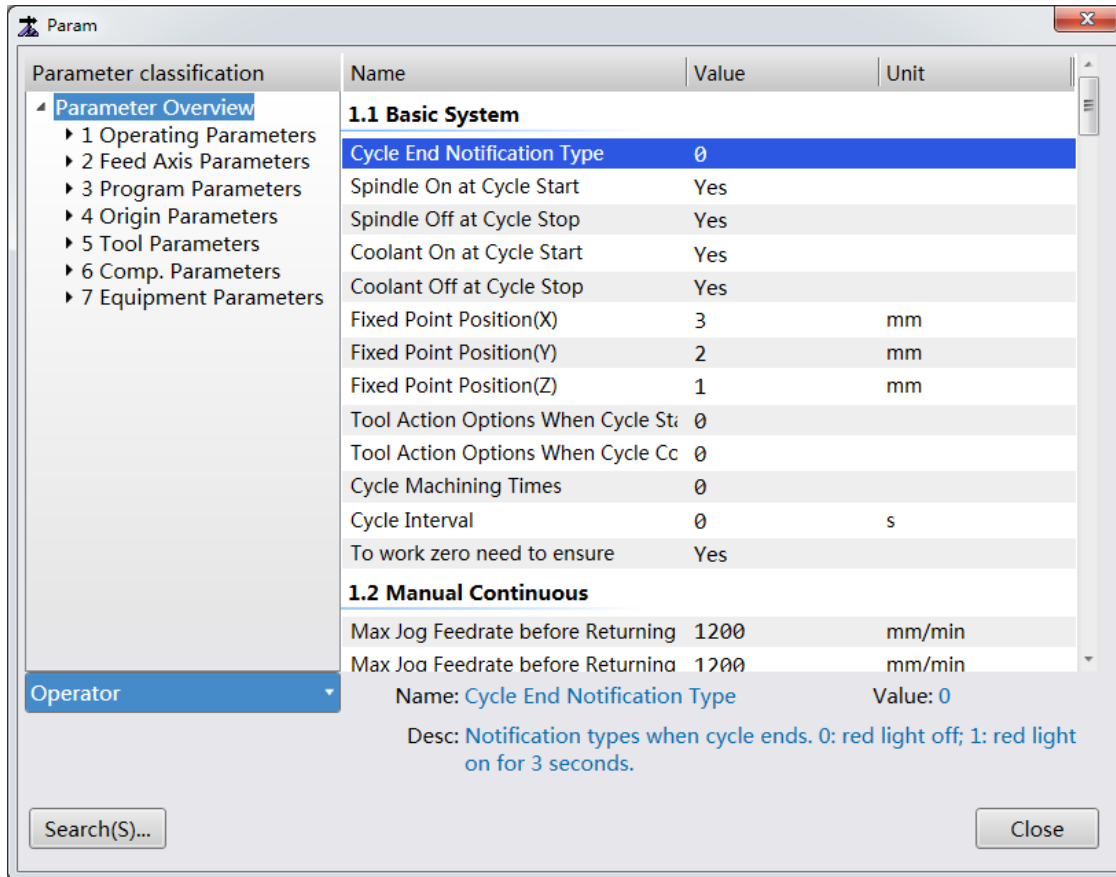 Param
Parameter classification
Name Value Unit
Parameter Overview
1 Operating Parameters
2 Feed Axis Parameters
3 Program Parameters
4 Origin Parameters
5 Tool Parameters
6 Comp. Parameters
7 Equipment Parameters
1.1 Basic System
Cycle End Notification Type 0
Spindle On at Cycle Start Yes
Spindle Off at Cycle Stop Yes
Coolant On at Cycle Start Yes
Coolant Off at Cycle Stop Yes
Fixed Point Position(X) 3 mm
Fixed Point Position(Y) 2 mm
Fixed Point Position(Z) 1 mm
Tool Action Options When Cycle Sta 0
Tool Action Options When Cycle Cc 0
Cycle Machining Times 0
Cycle Interval 0 s
To work zero need to ensure Yes
1.2 Manual Continuous
Max Jog Feedrate before Returning 1200 mm/min
Max Jog Feedrate before Returning 1200 mm/min
Operator
Name: Cycle End Notification Type Value: 0
Desc: Notification types when cycle ends. 0: red light off; 1: red light
on for 3 seconds.
Search(S)...
Close